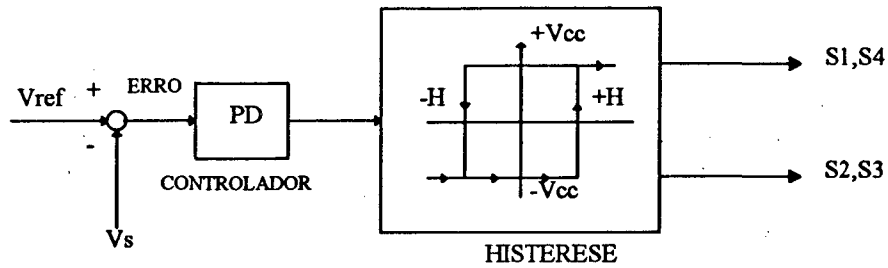 +Vcc
S1,S4
Vref
+
ERRO
-H
+H
PD
-
CONTROLADOR
-Vcc
S2,S3
Vs
HISTERESE